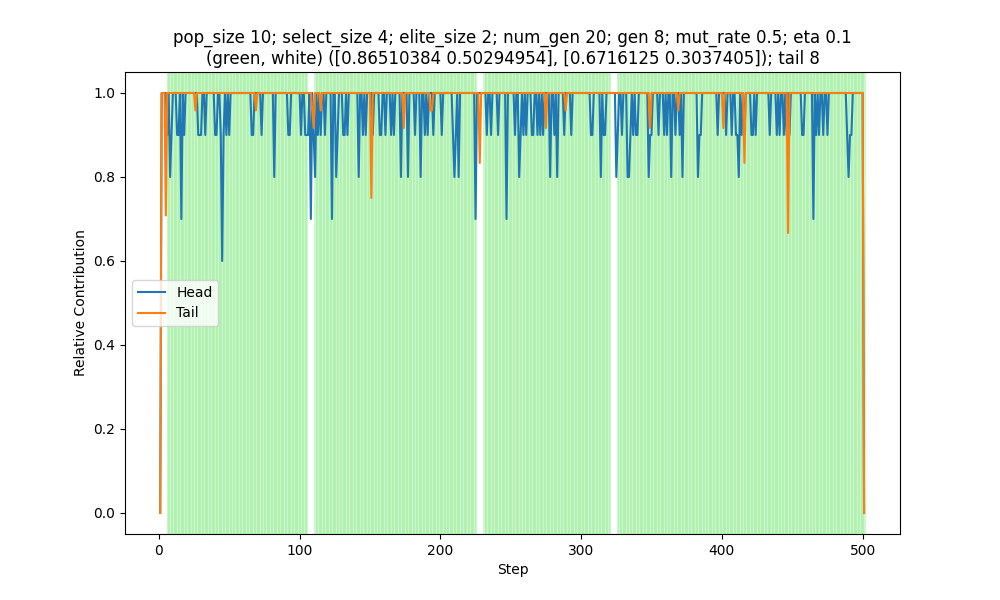 pop_size 10; select_size 4; elite_size 2; num_gen 20; gen 8; mut_rate 0.5; eta 0.1
(green, white) ([0.86510384 0.50294954], [0.6716125 0.3037405]); tail 8
1.0
0.8
0.6
0.4
0.2
0.0
Relative Contribution
Head
Tail
0
100
200
300
400
500
Step